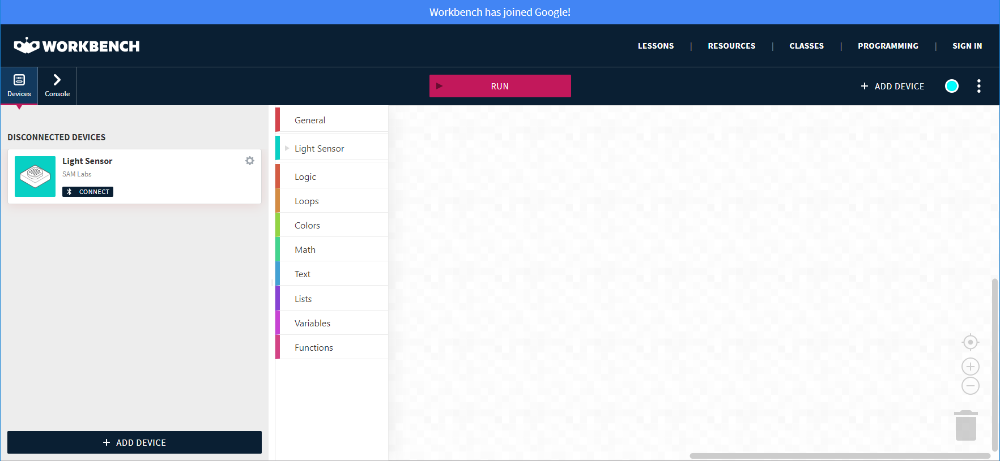 Workbench has joined Google!
WORKBENCH
LESSONS | RESOURCES | CLASSES | PROGRAMMING | SIGN IN
Devices
Console
RUN
+ ADD DEVICE
DISCONNECTED DEVICES
Light Sensor
SAM Labs
CONNECT
+ ADD DEVICE
General
Light Sensor
Logic
Loops
Colors
Math
Text
Lists
Variables
Functions